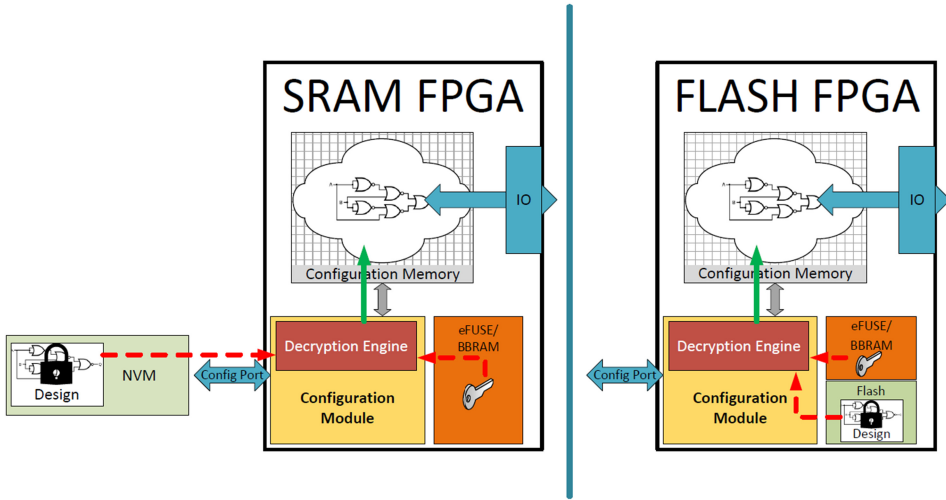 SRAM FPGA
A
B
IO
Configuration Memory
Decryption Engine
eFUSE/
BBRAM
Configuration
Module
Config Port
NVM
Design
FLASH FPGA
A
B
IO
Configuration Memory
Decryption Engine
eFUSE/
BBRAM
Configuration
Module
Config Port
Flash
Design